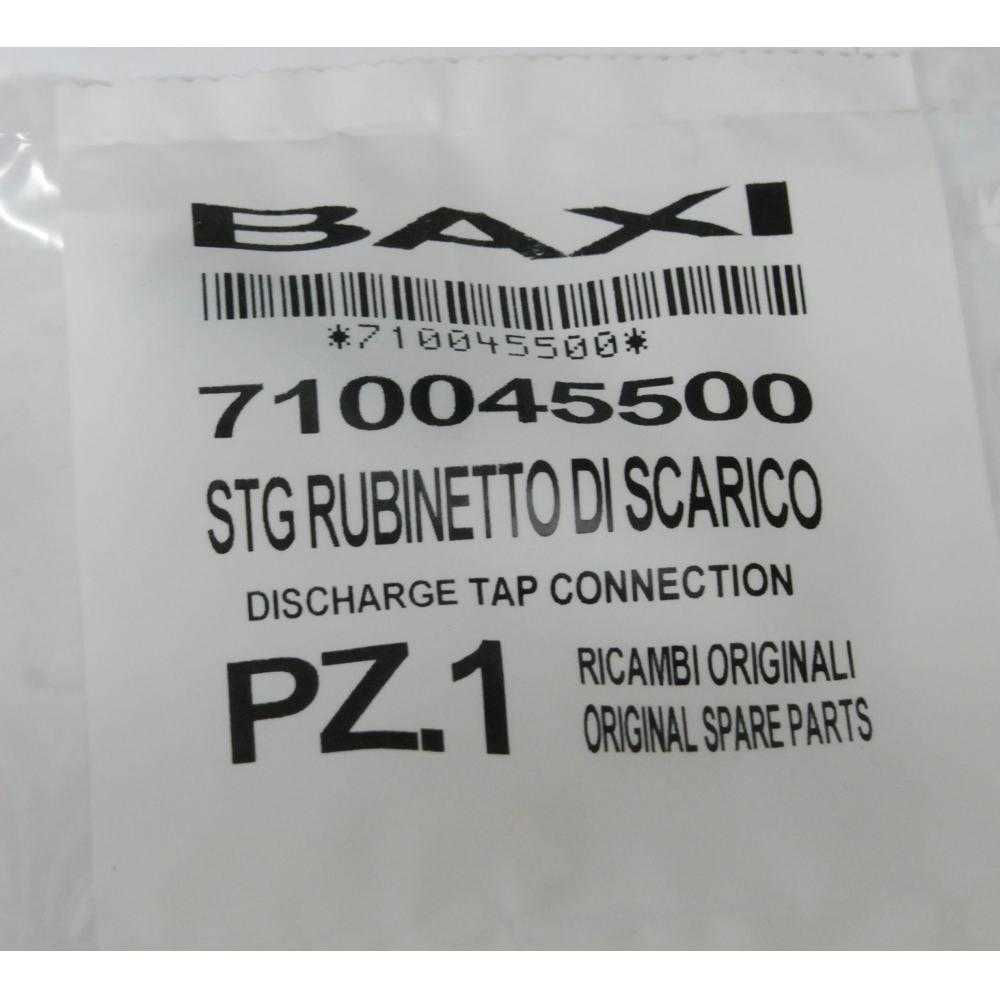 BAXI
*710045500*
710045500
STG RUBINETTO DI SCARICO
DISCHARGE TAP CONNECTION
PZ.1
RICAMBI ORIGINALI
ORIGINAL SPARE PARTS